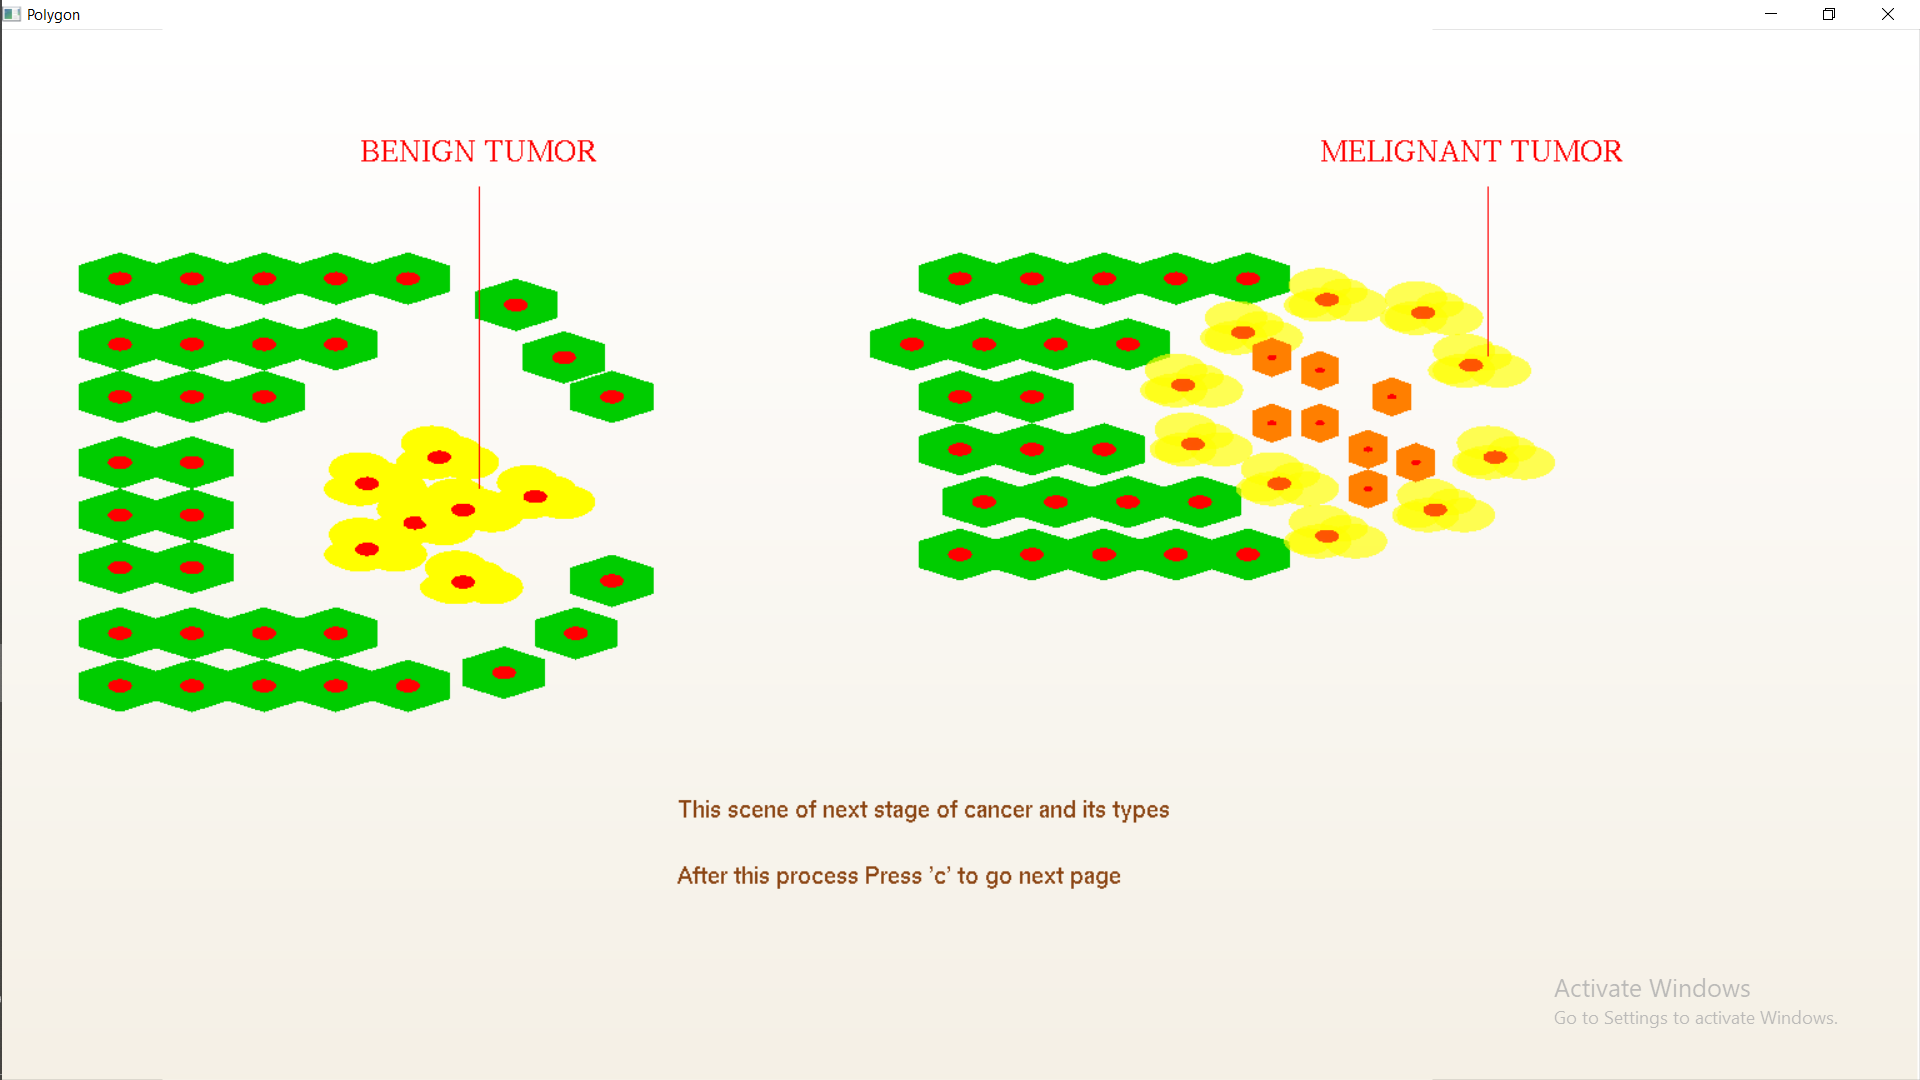 Polygon
BENIGN TUMOR
MELIGNANT TUMOR
This scene of next stage of cancer and its types
After this process Press 'c' to go next page
Activate Windows
Go to Settings to activate Windows.